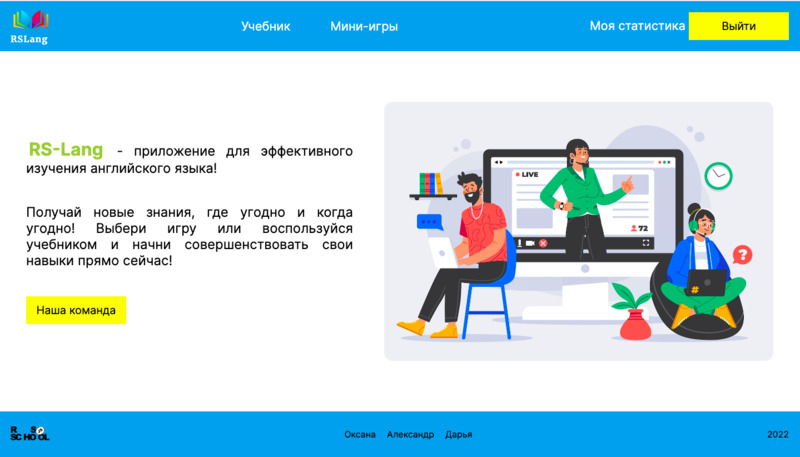 RSLang
Учебник
Мини-игры
Моя статистика
Выйти
RS-Lang - приложение для эффективного
изучения английского языка!
Получай новые знания, где угодно и когда
угодно! Выбери игру или воспользуйся
учебником и начни совершенствовать свои
навыки прямо сейчас!
Наша команда
LIVE
72
?
#
RS
SCHOOL
Оксана
Александр
Дарья
2022